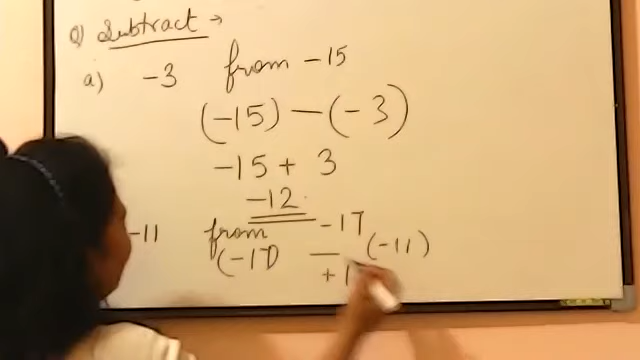 Q) Subtract →
a) -3 from -15
(-15) - (-3)
-15 + 3
-12
-11 from -17
(-17) - (-11)
+ 1